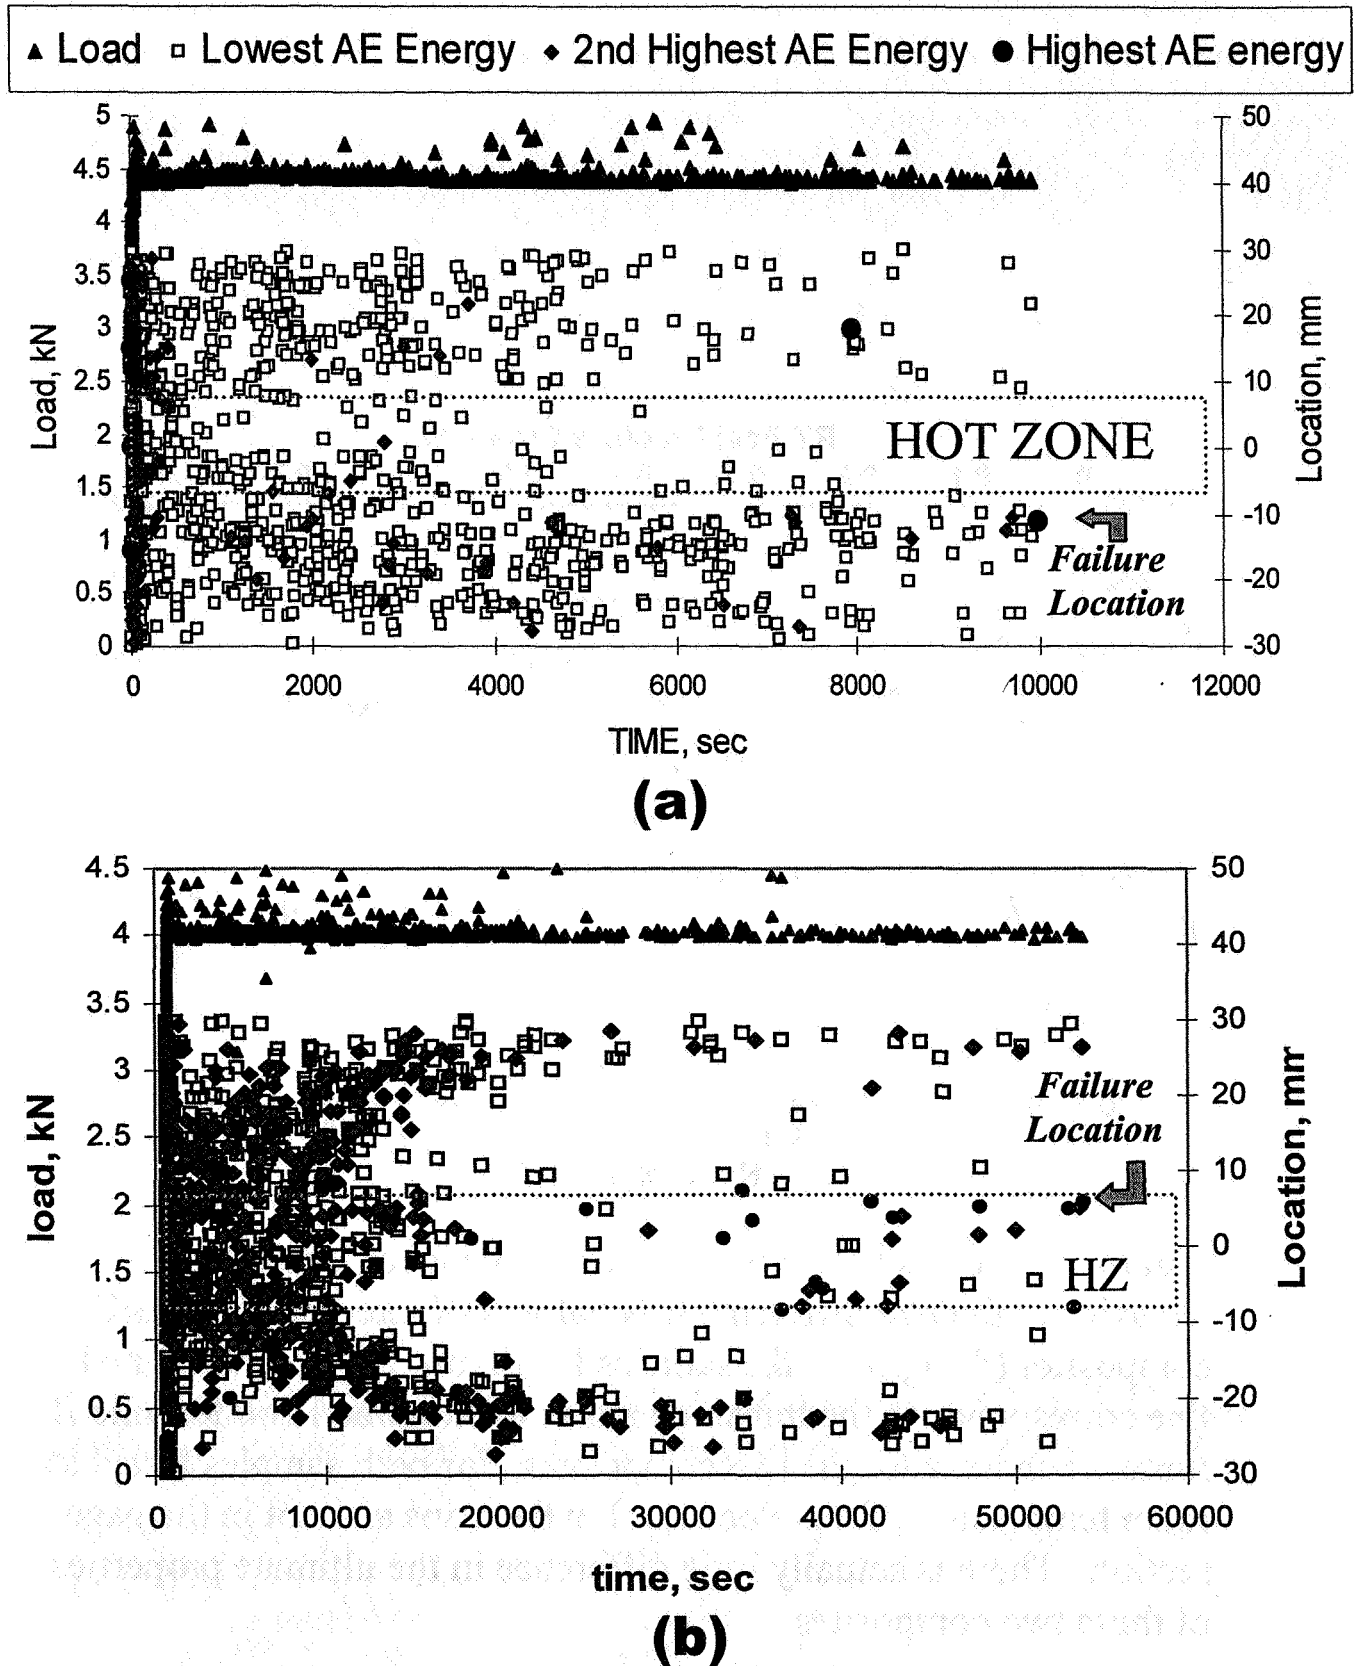 Load Lowest AE Energy 2nd Highest AE Energy Highest AE energy
5 50
4.5 40
4
30
3.5
3 20
2.5 10
2 0
1.5
1 -10
0.5 -20
0 -30
Load, kN
Location, mm
HOT ZONE
Failure
Location
0 2000 4000 6000 8000 10000 12000
TIME, sec
(a)
4.5 50
4 40
3.5
30
3
20
2.5
10
2
0
1.5
1 -10
0.5 -20
0 -30
load, kN
Location, mm
Failure
Location
HZ
0 10000 20000 30000 40000 50000 60000
time, sec
(b)